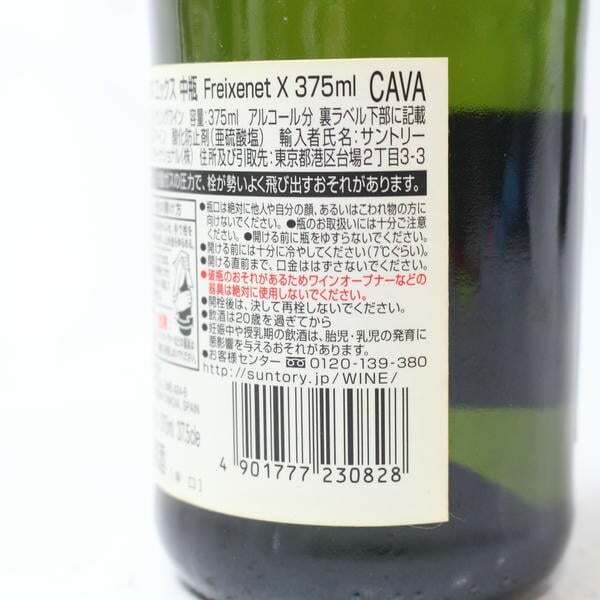 ックス 中瓶 Freixenet X 375ml CAVA
ワイン 容量:375ml アルコール分 裏ラベル下部に記載
イン 酸化防止剤(亜硫酸塩) 輸入者氏名:サントリー
ョナル(株) 住所及び引取先:東京都港区台場2丁目3-3
ガスの圧力で、栓が勢いよく飛び出すおそれがあります。
け方
●瓶口は絶対に他人や自分の顔、あるいはこわれ物の方に
向けないでください。●瓶のお取扱いには十分ご注意
ください。●開ける前に瓶をゆすらないでください。
●開ける前には十分に冷やしてください(7℃ぐらい)。
●開ける直前まで、口金ははずさないでください。
●破瓶のおそれがあるためワインオープナーなどの
器具は絶対に使用しないでください。
●開栓後は、決して再栓しないでください。
●飲酒は20歳を過ぎてから
●妊娠中や授乳期の飲酒は、胎児・乳児の発育に
悪影響を与えるおそれがあります。
●お客様センター 0120-139-380
http://suntory.jp/WINE/
SPAIN
37.5cle
4 901777 230828